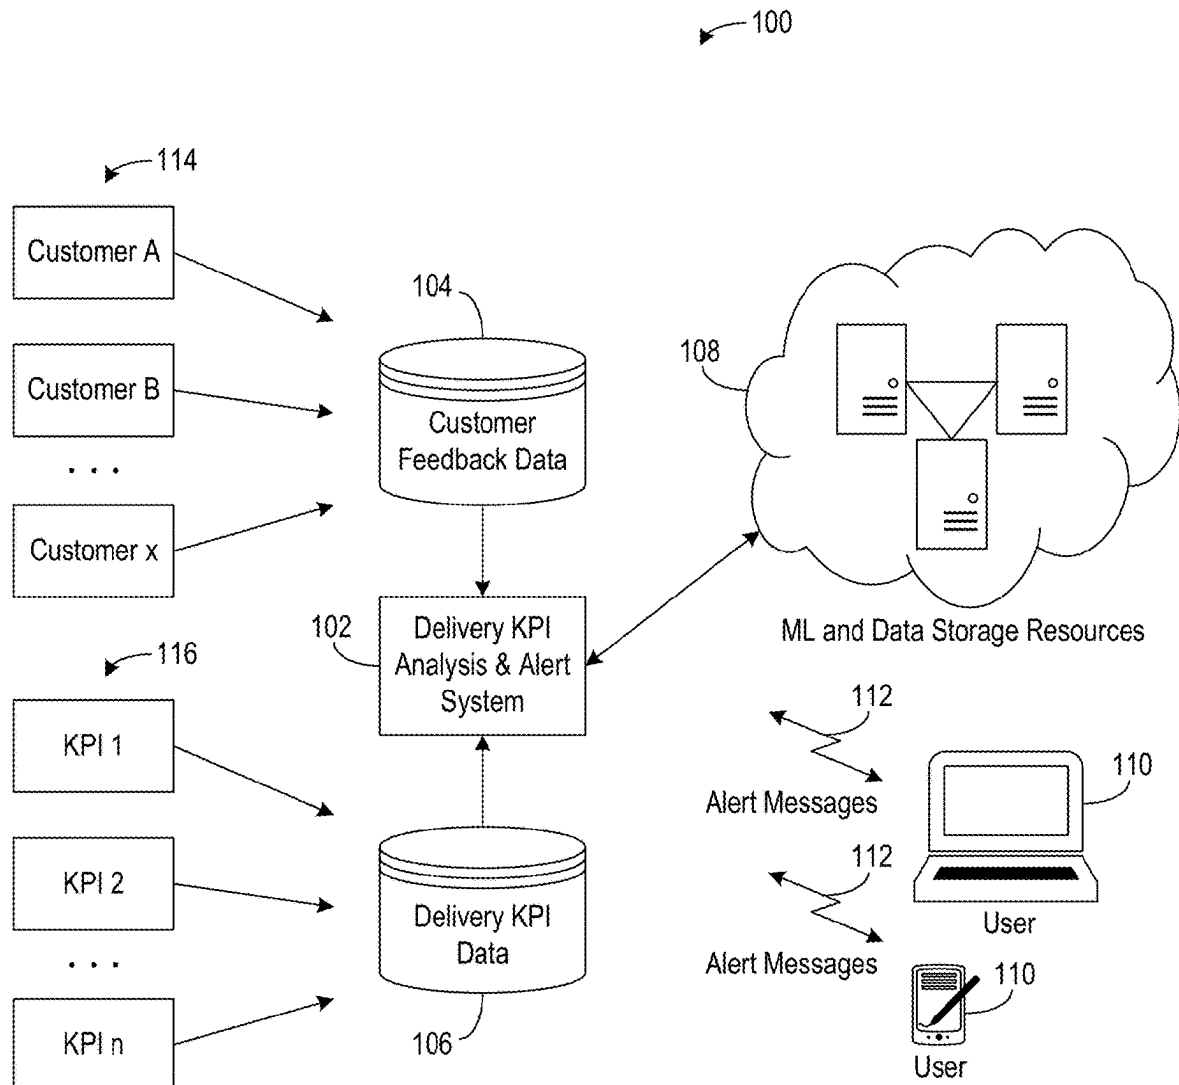 100
114
Customer A
Customer B
. . .
Customer x
104
Customer
Feedback Data
108
ML and Data Storage Resources
102
Delivery KPI
Analysis & Alert
System
116
KPI 1
KPI 2
. . .
KPI n
Delivery KPI
Data
106
112
Alert Messages
110
User
112
Alert Messages
110
User